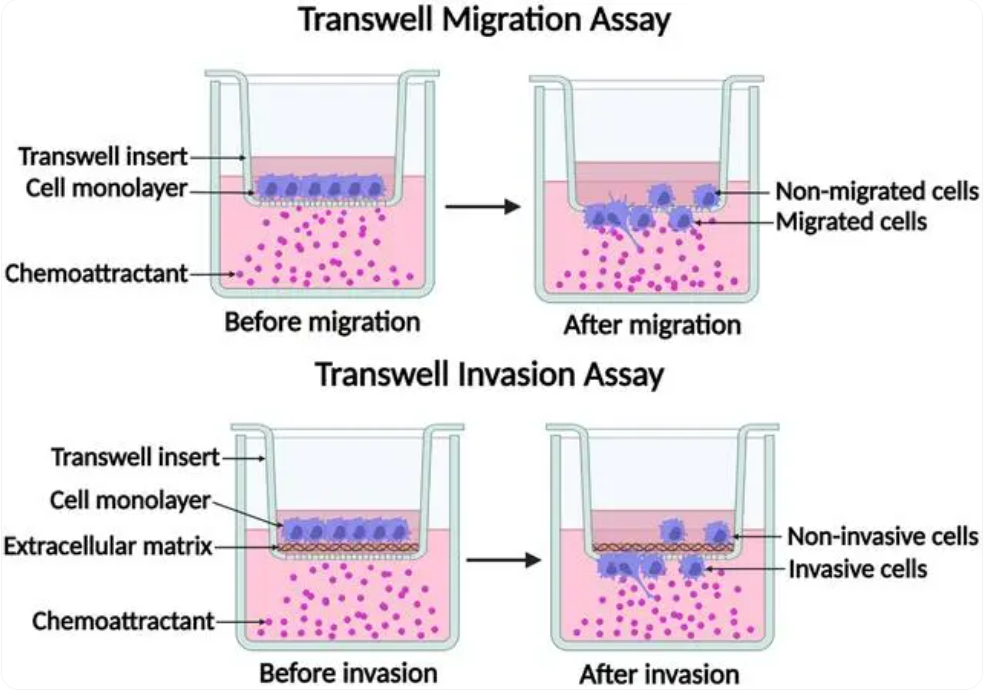 Transwell Migration Assay
Transwell insert
Cell monolayer
Chemoattractant
Non-migrated cells
Migrated cells
Before migration
After migration
Transwell Invasion Assay
Transwell insert
Cell monolayer
Extracellular matrix
Chemoattractant
Non-invasive cells
Invasive cells
Before invasion
After invasion